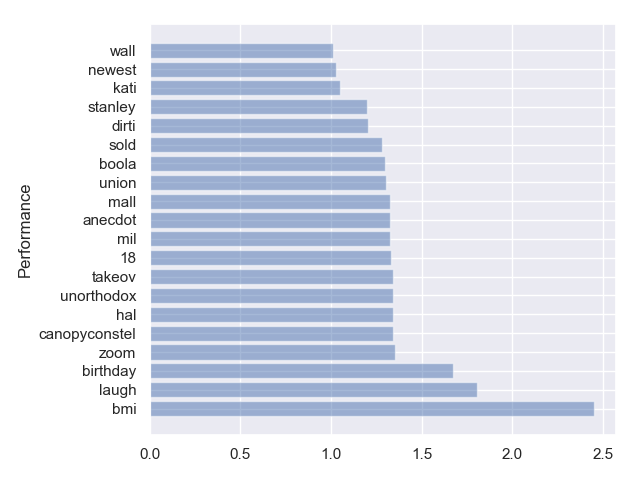 wall
newest
kati
stanley
dirti
sold
boola
union
mall
anecdot
mil
18
takeov
unorthodox
hal
canopyconstel
zoom
birthday
laugh
bmi
Performance
0.0 0.5 1.0 1.5 2.0 2.5